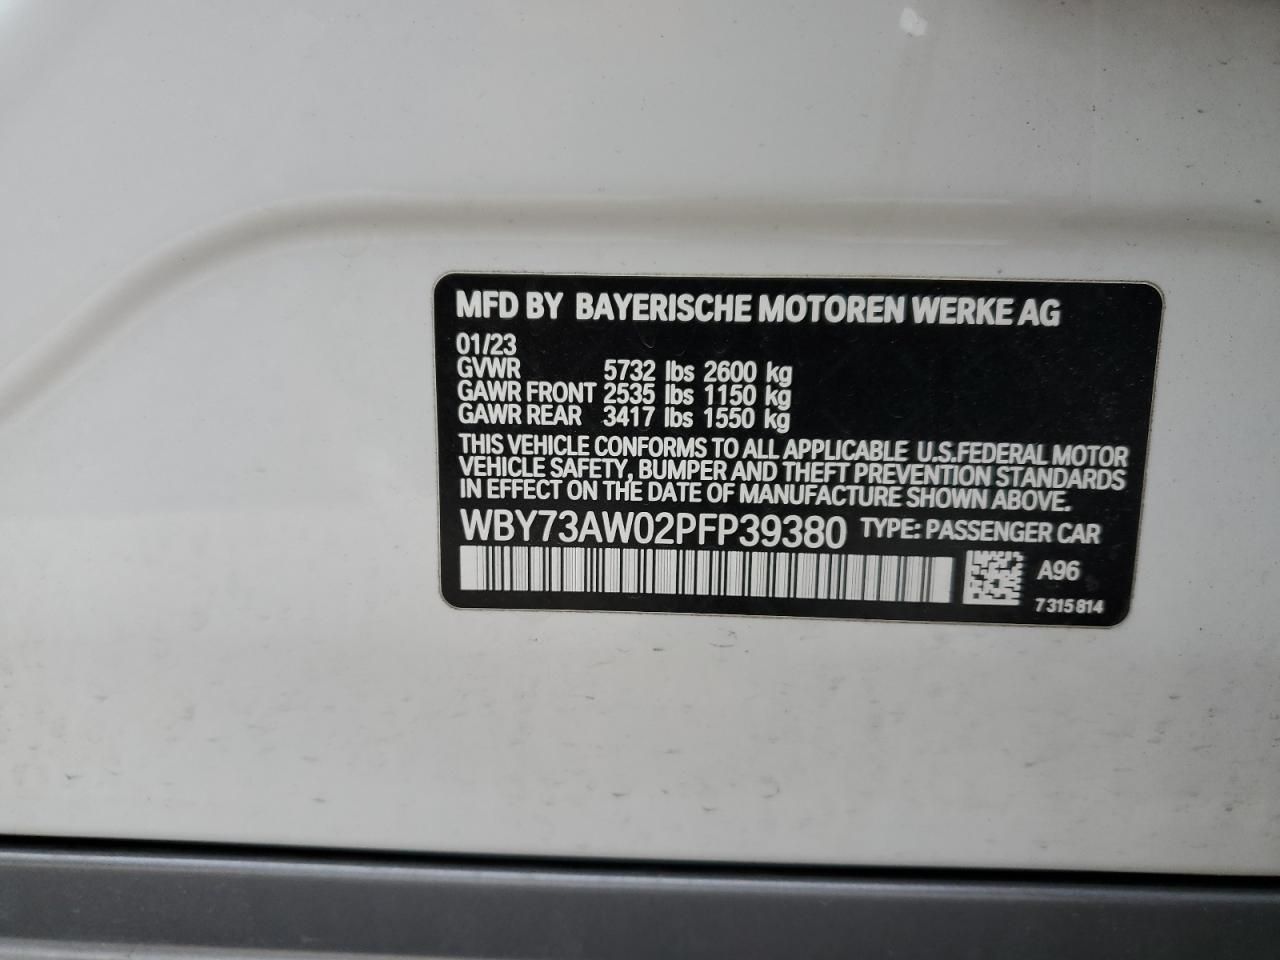 MFD BY BAYERISCHE MOTOREN WERKE AG
01/23
GVWR 5732 lbs 2600 kg
GAWR FRONT 2535 lbs 1150 kg
GAWR REAR 3417 lbs 1550 kg
THIS VEHICLE CONFORMS TO ALL APPLICABLE U.S.FEDERAL MOTOR
VEHICLE SAFETY, BUMPER AND THEFT PREVENTION STANDARDS
IN EFFECT ON THE DATE OF MANUFACTURE SHOWN ABOVE.
WBY73AW02PFP39380 TYPE: PASSENGER CAR
A96
7 315 814